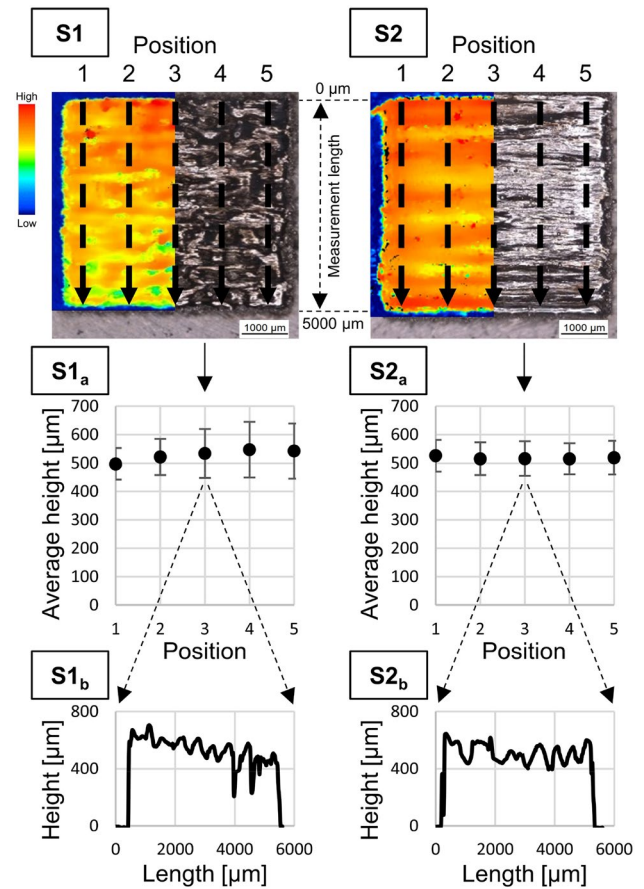 S1
Position
1 2 3 4 5
S2
Position
1 2 3 4 5
High
Low
0 µm
Measurement length
5000 µm
1000 µm
1000 µm
S1a
Average height [µm]
700
600
500
400
300
200
100
0
1 2 3 4 5
Position
S2a
Average height [µm]
700
600
500
400
300
200
100
0
1 2 3 4 5
Position
S1b
Height [µm]
800
400
0
0 2000 4000 6000
Length [µm]
S2b
Height [µm]
800
400
0
0 2000 4000 6000
Length [µm]